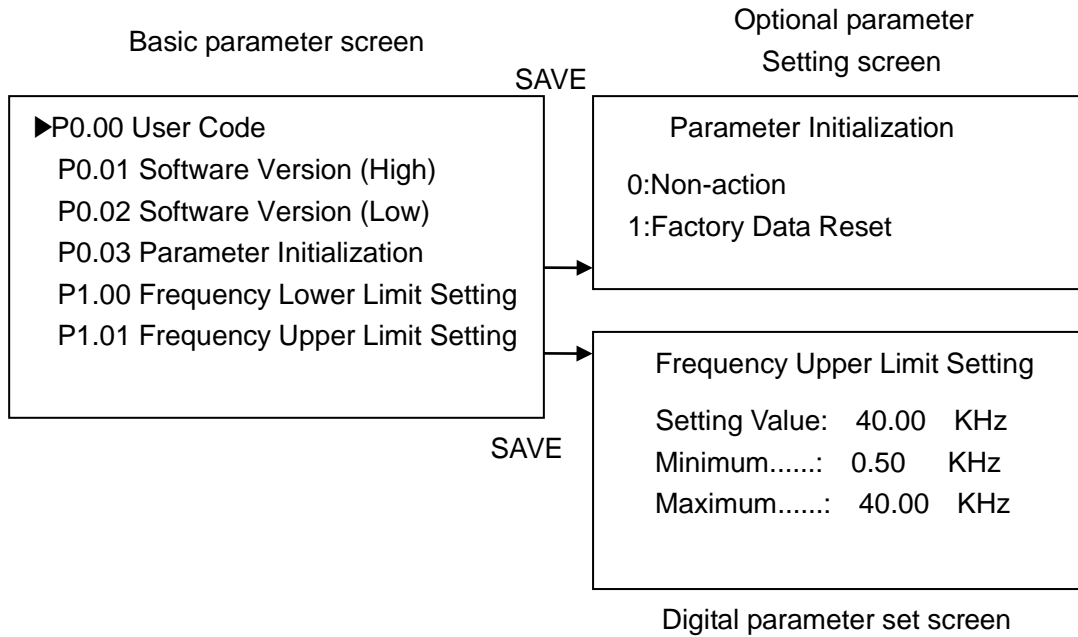 Basic parameter screen
Optional parameter
Setting screen
SAVE
▶P0.00 User Code
P0.01 Software Version (High)
P0.02 Software Version (Low)
P0.03 Parameter Initialization
P1.00 Frequency Lower Limit Setting
P1.01 Frequency Upper Limit Setting
Parameter Initialization
0:Non-action
1:Factory Data Reset
SAVE
Frequency Upper Limit Setting
Setting Value: 40.00 KHz
Minimum......: 0.50 KHz
Maximum......: 40.00 KHz
Digital parameter set screen